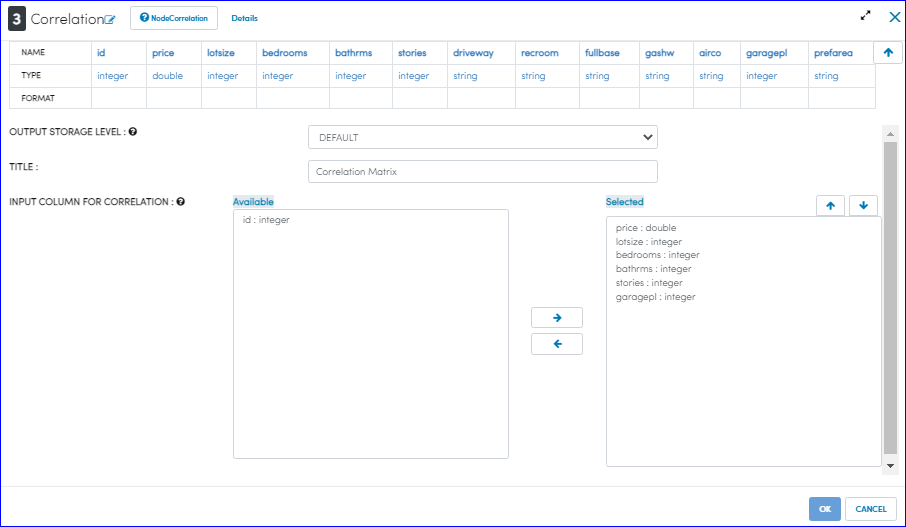 3 Correlation NodeCorrelation Details
NAME id price lotsize bedrooms bathrms stories driveway recroom fullbase gashw airco garagepl prefarea
TYPE integer double integer integer integer integer string string string string string integer string
FORMAT
OUTPUT STORAGE LEVEL : DEFAULT
TITLE : Correlation Matrix
INPUT COLUMN FOR CORRELATION : Available Selected
id : integer
price : double
lotsize : integer
bedrooms : integer
bathrms : integer
stories : integer
garagepl : integer
OK CANCEL